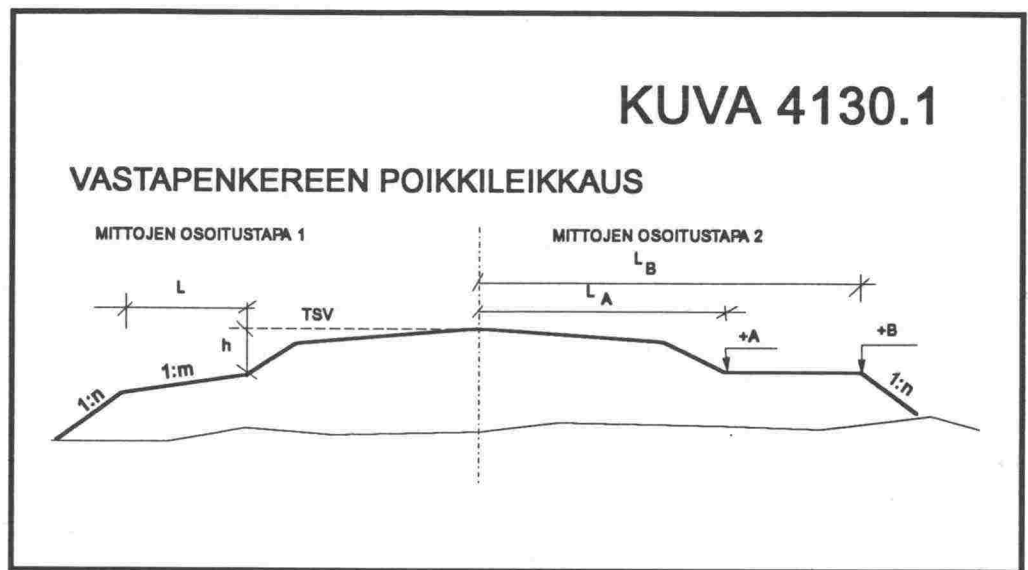 KUVA 4130.1
VASTAPENKEREEN POIKKILEIKKAUS
MITTOJEN OSOITUSTAPA 1
MITTOJEN OSOITUSTAPA 2
L
L B
L A
TSV
h
+A
+B
1:m
1:n
1:n